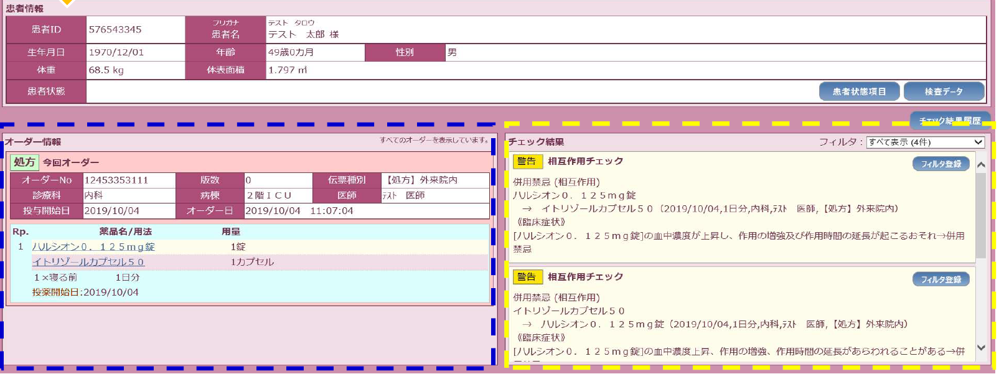 患者情報
患者ID 576543345 フリガナ 患者名 テスト タロウ テスト 太郎 様
生年月日 1970/12/01 年齢 49歳0カ月 性別 男
体重 68.5 kg 体表面積 1.797 ㎡
患者状態 患者状態項目 検査データ
チェック結果履歴
オーダー情報 すべてのオーダーを表示しています。
処方 今回オーダー
オーダーNo 12453353111 版数 0 伝票種別 【処方】外来院内
診療科 内科 病棟 2階ICU 医師 テスト 医師
投与開始日 2019/10/04 オーダー日 2019/10/04 11:07:04
Rp. 薬品名/用法 用量
1 ハルシオン0．125mg錠 1錠
イトリゾールカプセル50 1カプセル
1×寝る前 1日分
投薬開始日:2019/10/04
チェック結果 フィルタ： すべて表示 (4件)
警告 相互作用チェック フィルタ登録
併用禁忌 (相互作用)
ハルシオン0．125mg錠
→ イトリゾールカプセル50（2019/10/04,1日分,内科,テスト 医師,【処方】外来院内）
《臨床症状》
[ハルシオン0．125mg錠]の血中濃度が上昇し、作用の増強及び作用時間の延長が起こるおそれ→併用
禁忌
警告 相互作用チェック フィルタ登録
併用禁忌 (相互作用)
イトリゾールカプセル50
→ ハルシオン0．125mg錠（2019/10/04,1日分,内科,テスト 医師,【処方】外来院内）
《臨床症状》
[ハルシオン0．125mg錠]の血中濃度上昇、作用の増強、作用時間の延長があらわれることがある→併